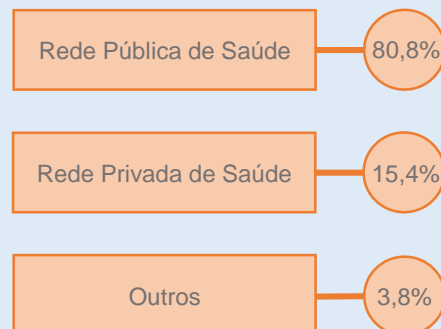 Rede Pública de Saúde 80,8%
Rede Privada de Saúde 15,4%
Outros 3,8%